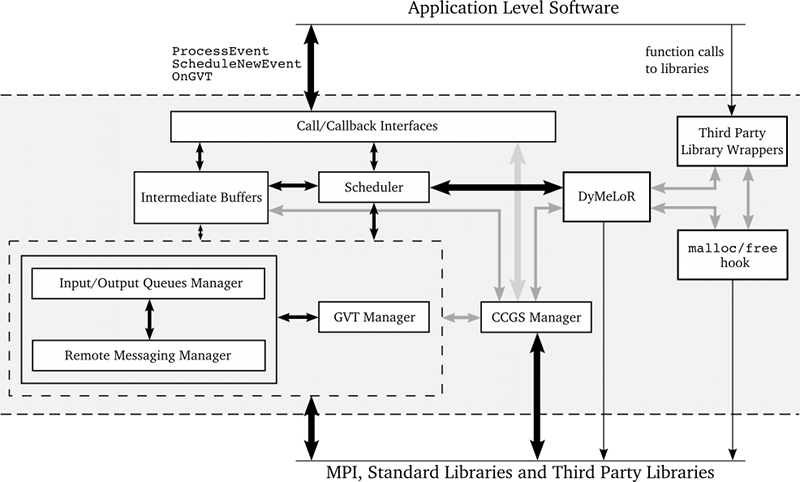 Application Level Software
ProcessEvent
ScheduleNewEvent
OnGVT
function calls
to libraries
Call/Callback Interfaces
Third Party
Library Wrappers
Intermediate Buffers
Scheduler
DyMeLoR
malloc/free
hook
Input/Output Queues Manager
GVT Manager
CCGS Manager
Remote Messaging Manager
MPI, Standard Libraries and Third Party Libraries